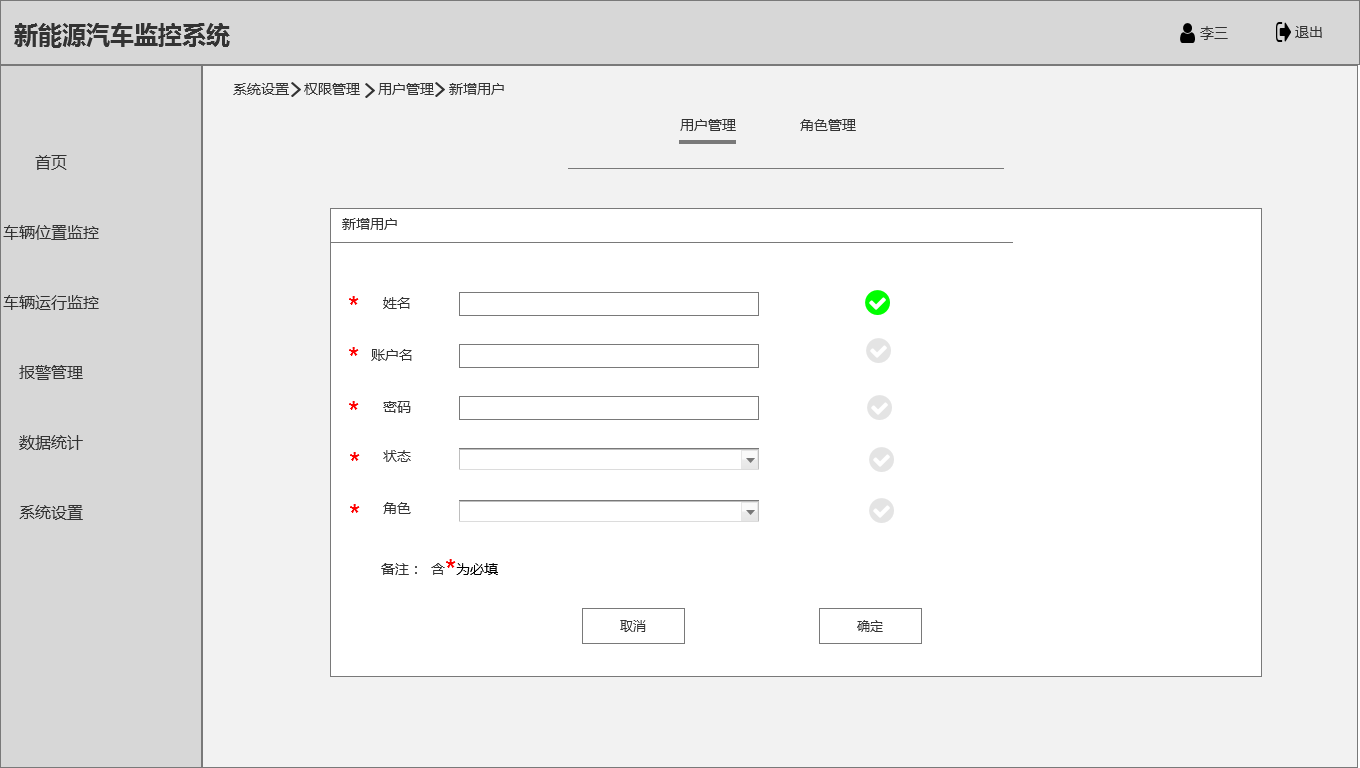 新能源汽车监控系统
李三
退出
系统设置 权限管理 用户管理 新增用户
用户管理 角色管理
首页
车辆位置监控
车辆运行监控
报警管理
数据统计
系统设置
新增用户
* 姓名
* 账户名
* 密码
* 状态
* 角色
备注： 含*为必填
取消
确定